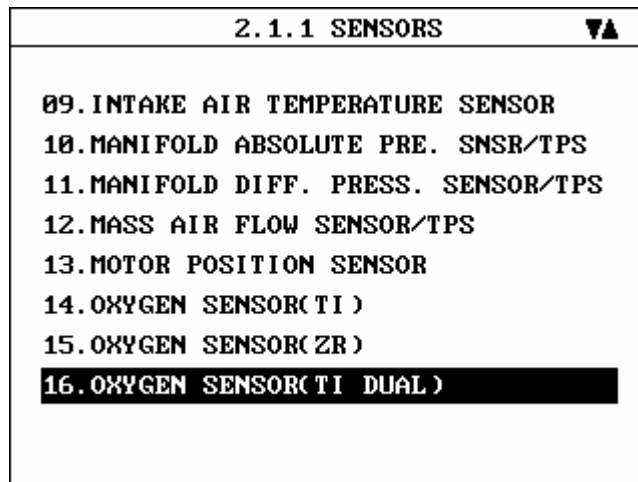 2.1.1 SENSORS ▼▲
09.INTAKE AIR TEMPERATURE SENSOR
10.MANIFOLD ABSOLUTE PRE. SNSR/TPS
11.MANIFOLD DIFF. PRESS. SENSOR/TPS
12.MASS AIR FLOW SENSOR/TPS
13.MOTOR POSITION SENSOR
14.OXYGEN SENSOR(TI)
15.OXYGEN SENSOR(ZR)
16.OXYGEN SENSOR(TI DUAL)